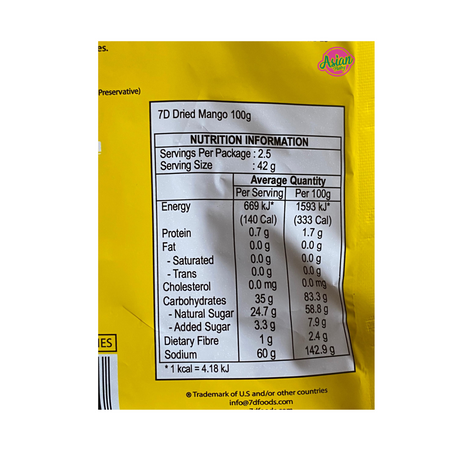 es.
Asian
Preservative)
7D Dried Mango 100g
NUTRITION INFORMATION
Servings Per Package : 2.5
Serving Size : 42 g
Average Quantity
Per Serving Per 100g
Energy 669 kJ* 1593 kJ*
(140 Cal) (333 Cal)
Protein 0.7 g 1.7 g
Fat 0.0 g 0.0 g
- Saturated 0.0 g 0.0 g
- Trans 0.0 g 0.0 g
Cholesterol 0.0 mg 0.0 mg
Carbohydrates 35 g 83.3 g
- Natural Sugar 24.7 g 58.8 g
- Added Sugar 3.3 g 7.9 g
Dietary Fibre 1 g 2.4 g
Sodium 60 g 142.9 g
* 1 kcal = 4.18 kJ
IES
® Trademark of U.S and/or other countries
info@7dfoods.com